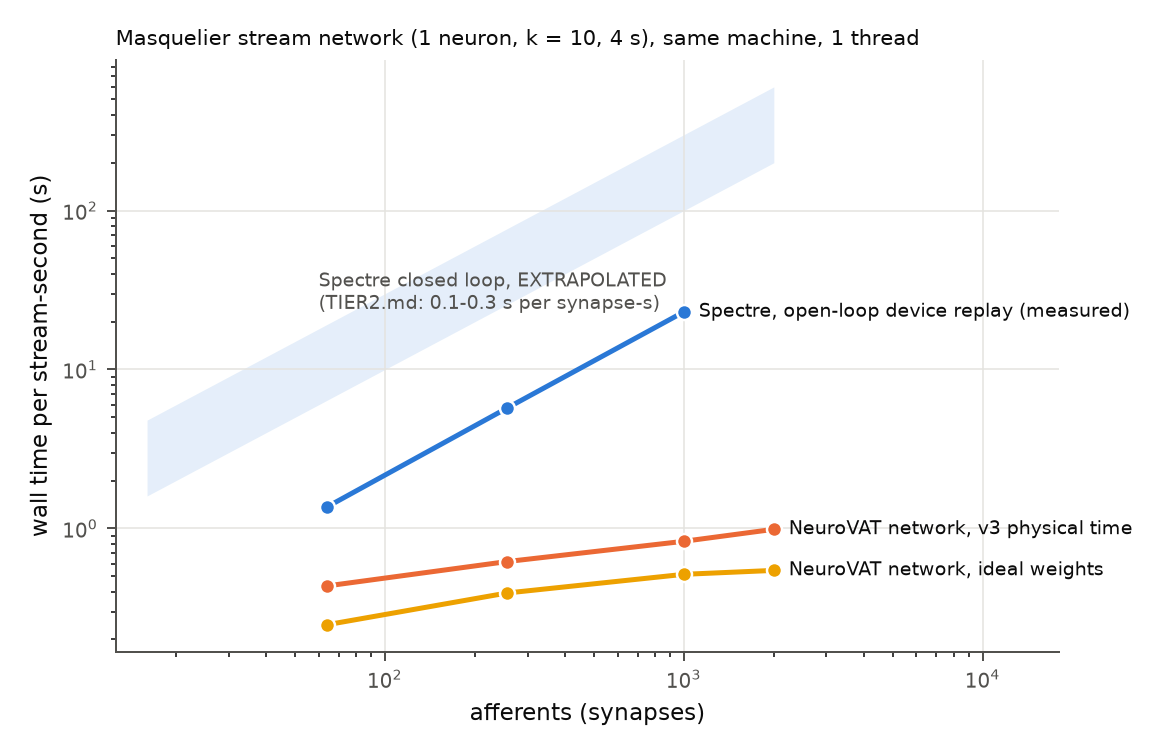 Masquelier stream network (1 neuron, k = 10, 4 s), same machine, 1 thread
wall time per stream-second (s)
10²
10¹
10⁰
Spectre closed loop, EXTRAPOLATED
(TIER2.md: 0.1-0.3 s per synapse-s)
Spectre, open-loop device replay (measured)
NeuroVAT network, v3 physical time
NeuroVAT network, ideal weights
10² 10³ 10⁴
afferents (synapses)